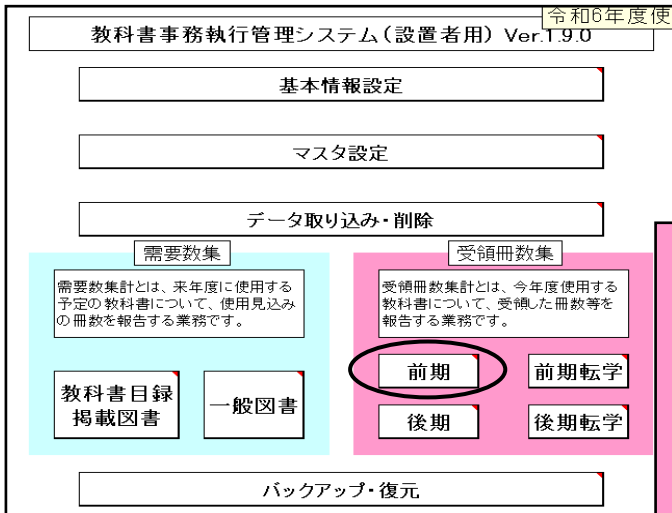 令和6年度使
教科書事務執行管理システム(設置者用) Ver.1.9.0
基本情報設定
マスタ設定
データ取り込み・削除
需要数集
需要数集計とは、来年度に使用する
予定の教科書について、使用見込み
の冊数を報告する業務です。
教科書目録
掲載図書
一般図書
受領冊数集
受領冊数集計とは、今年度使用する
教科書について、受領した冊数等を
報告する業務です。
前期
前期転学
後期
後期転学
バックアップ・復元